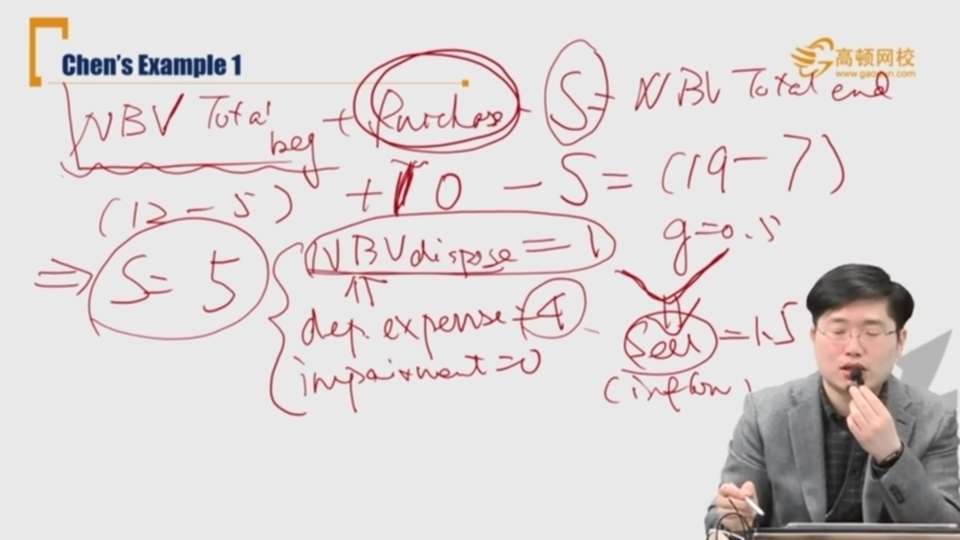 Chen's Example 1
高顿网校
www.gaodun.com
NBV Total beg + Purchase - S = NBV Total end
(12-5) + 10 - S = (19-7)
g=0.5
⇒ S= 5 { NBV dispose = 1
dep. expense = 4
impairment = 0
Sell = 1.5
(inflow)